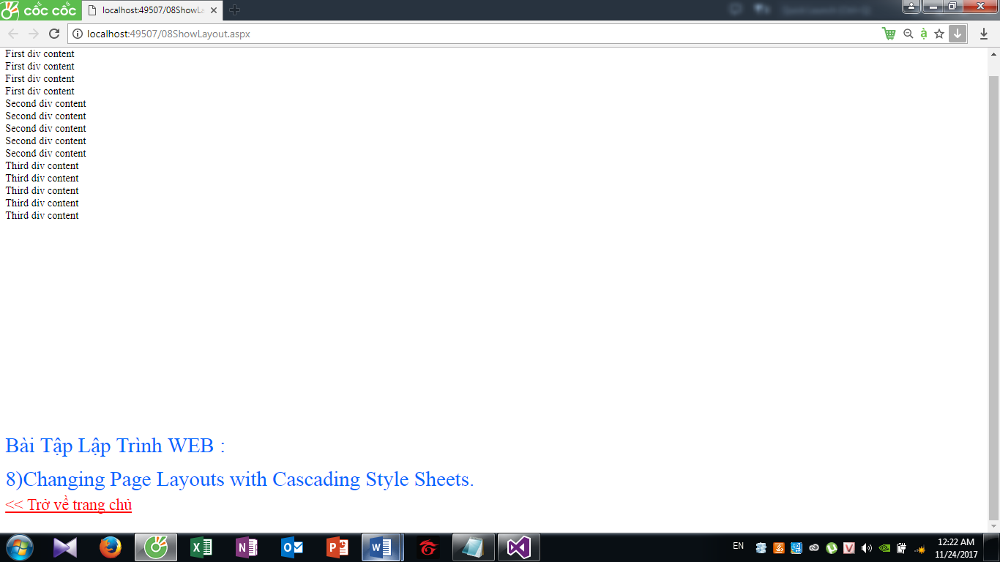 cốc cốc
localhost:49507/08ShowLa
localhost:49507/08ShowLayout.aspx
First div content
First div content
First div content
First div content
Second div content
Second div content
Second div content
Second div content
Second div content
Third div content
Third div content
Third div content
Third div content
Third div content
Bài Tập Lập Trình WEB :
8)Changing Page Layouts with Cascading Style Sheets.
<< Trở về trang chủ
EN
12:22 AM
11/24/2017